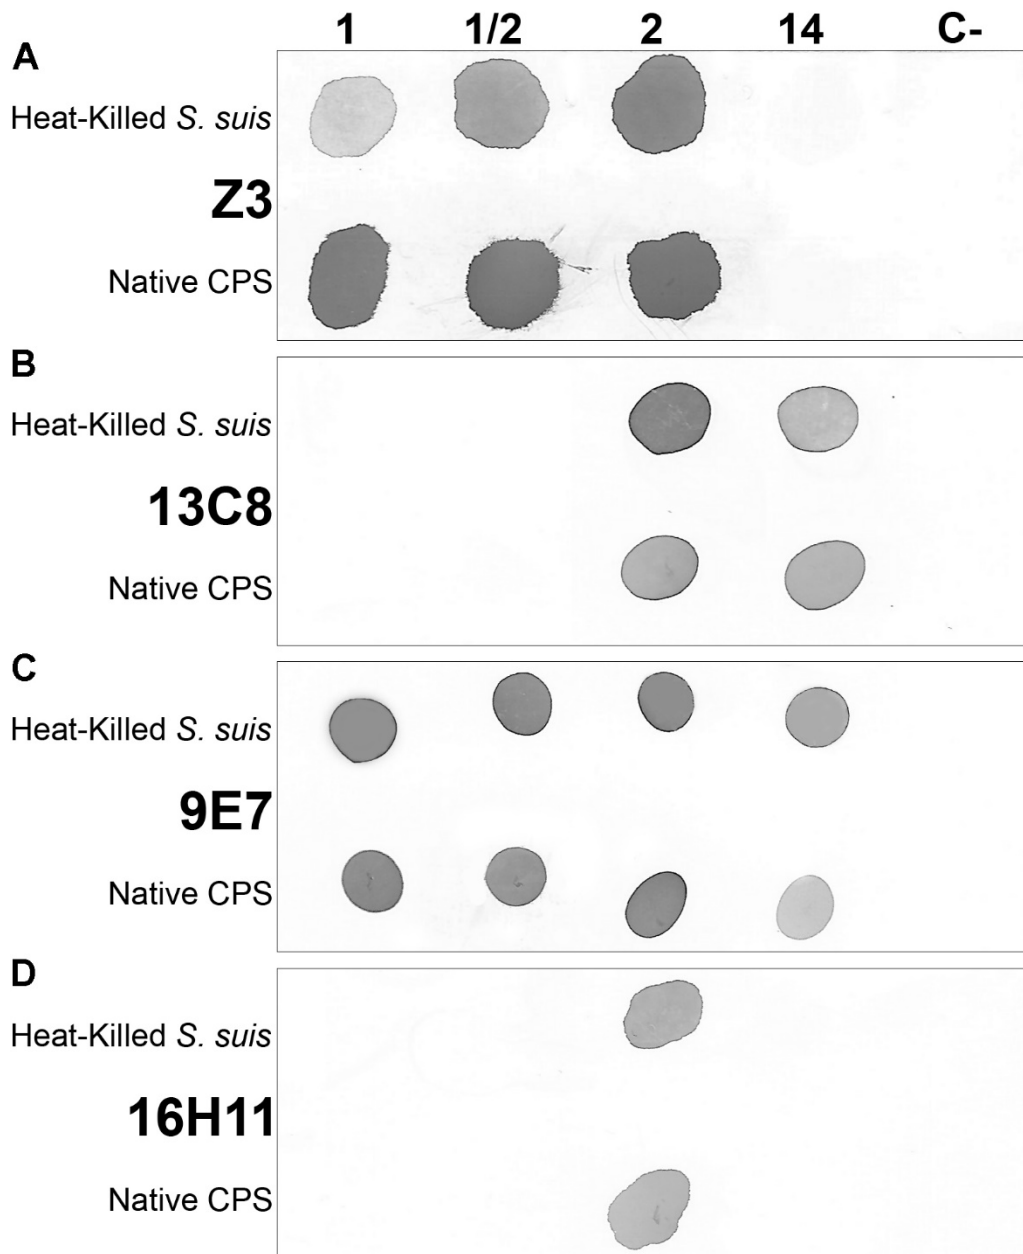 1 1/2 2 14 C-
A
Heat-Killed S. suis
Z3
Native CPS
B
Heat-Killed S. suis
13C8
Native CPS
C
Heat-Killed S. suis
9E7
Native CPS
D
Heat-Killed S. suis
16H11
Native CPS